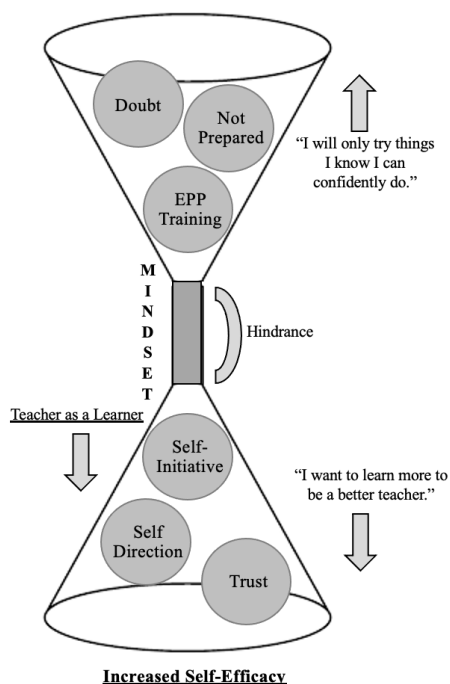 Doubt
Not
Prepared
EPP
Training
“I will only try things
I know I can
confidently do.”
MINDSET
Hindrance
Teacher as a Learner
Self-
Initiative
Self
Direction
Trust
“I want to learn more to
be a better teacher.”
Increased Self-Efficacy